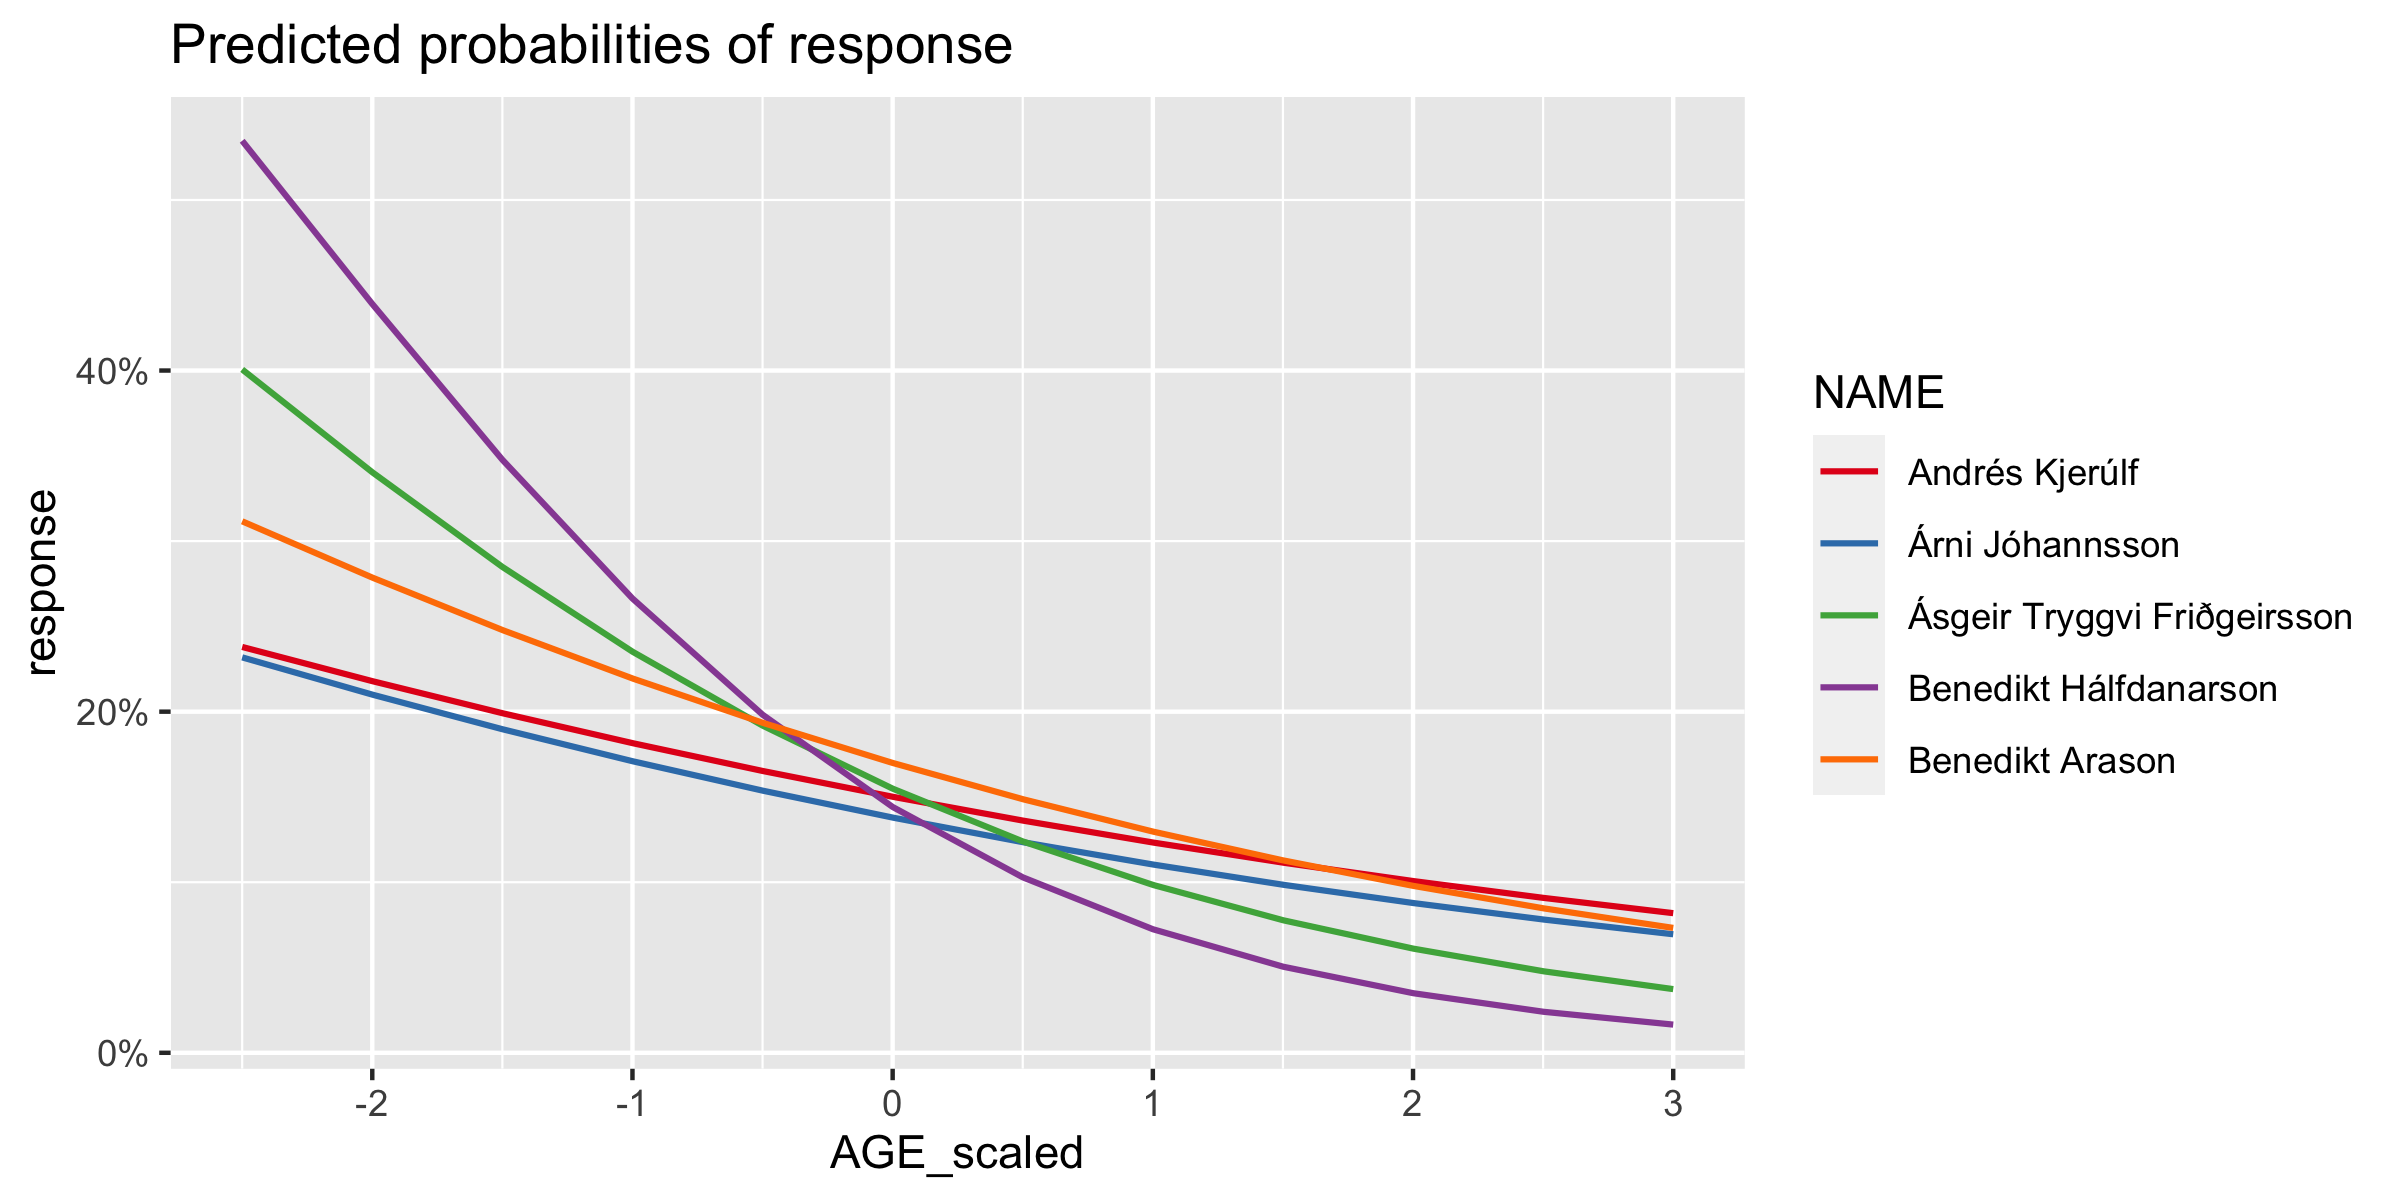 Predicted probabilities of response
response
40%
20%
0%
-2 -1 0 1 2 3
AGE_scaled
NAME
Andrés Kjerúlf
Árni Jóhannsson
Ásgeir Tryggvi Friðgeirsson
Benedikt Hálfdanarson
Benedikt Arason